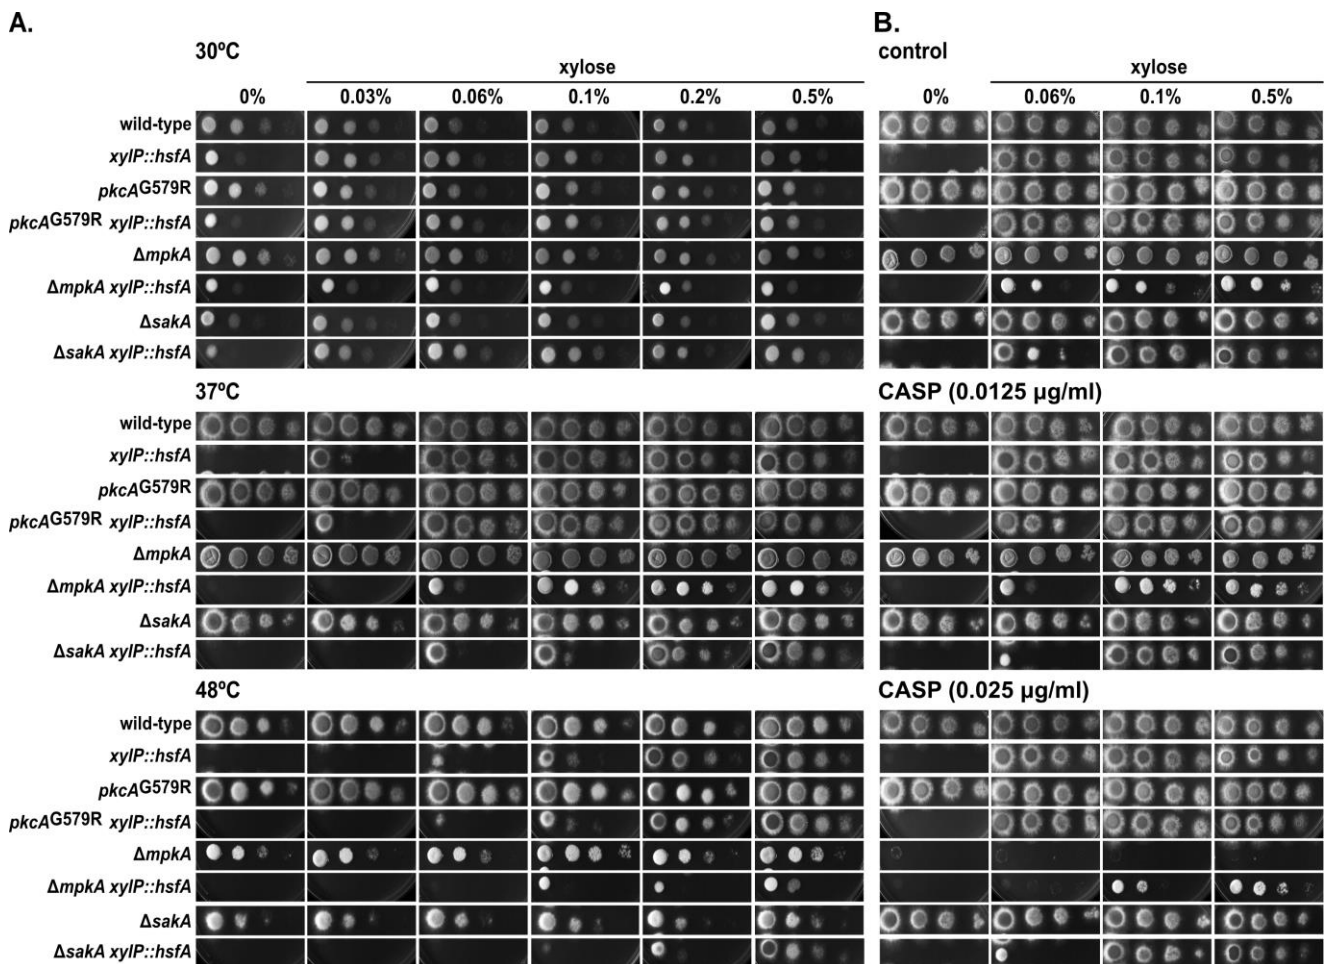 A.
30ºC
xylose
0% 0.03% 0.06% 0.1% 0.2% 0.5%
wild-type
xylP::hsfA
pkcAG579R
pkcAG579R xylP::hsfA
ΔmpkA
ΔmpkA xylP::hsfA
ΔsakA
ΔsakA xylP::hsfA
37ºC
wild-type
xylP::hsfA
pkcAG579R
pkcAG579R xylP::hsfA
ΔmpkA
ΔmpkA xylP::hsfA
ΔsakA
ΔsakA xylP::hsfA
48ºC
wild-type
xylP::hsfA
pkcAG579R
pkcAG579R xylP::hsfA
ΔmpkA
ΔmpkA xylP::hsfA
ΔsakA
ΔsakA xylP::hsfA
B.
control
xylose
0% 0.06% 0.1% 0.5%
CASP (0.0125 µg/ml)
CASP (0.025 µg/ml)